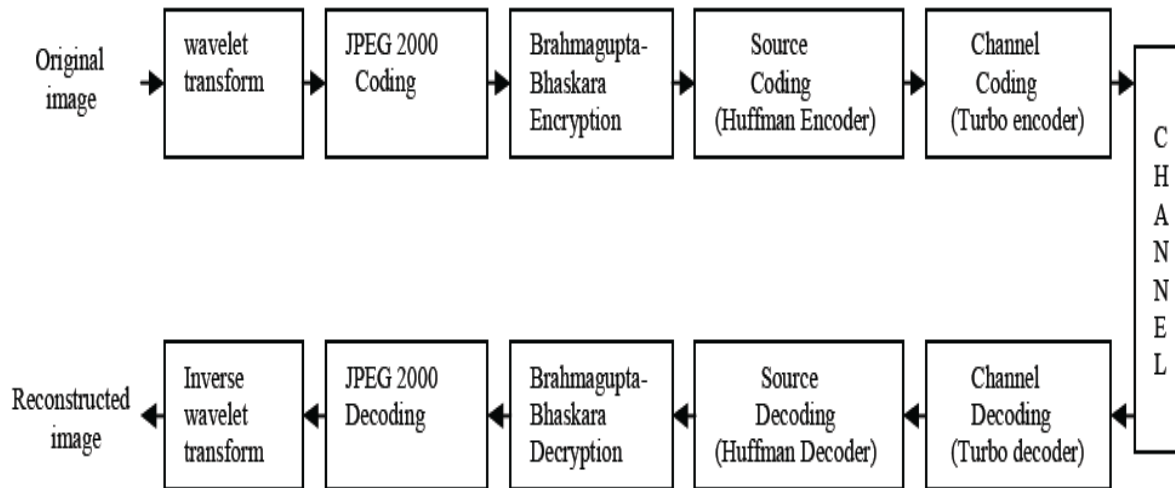 Original
image
wavelet
transform
JPEG 2000
Coding
Brahmagupta-
Bhaskara
Encryption
Source
Coding
(Huffman Encoder)
Channel
Coding
(Turbo encoder)
C
H
A
N
N
E
L
Reconstructed
image
Inverse
wavelet
transform
JPEG 2000
Decoding
Brahmagupta-
Bhaskara
Decryption
Source
Decoding
(Huffman Decoder)
Channel
Decoding
(Turbo decoder)